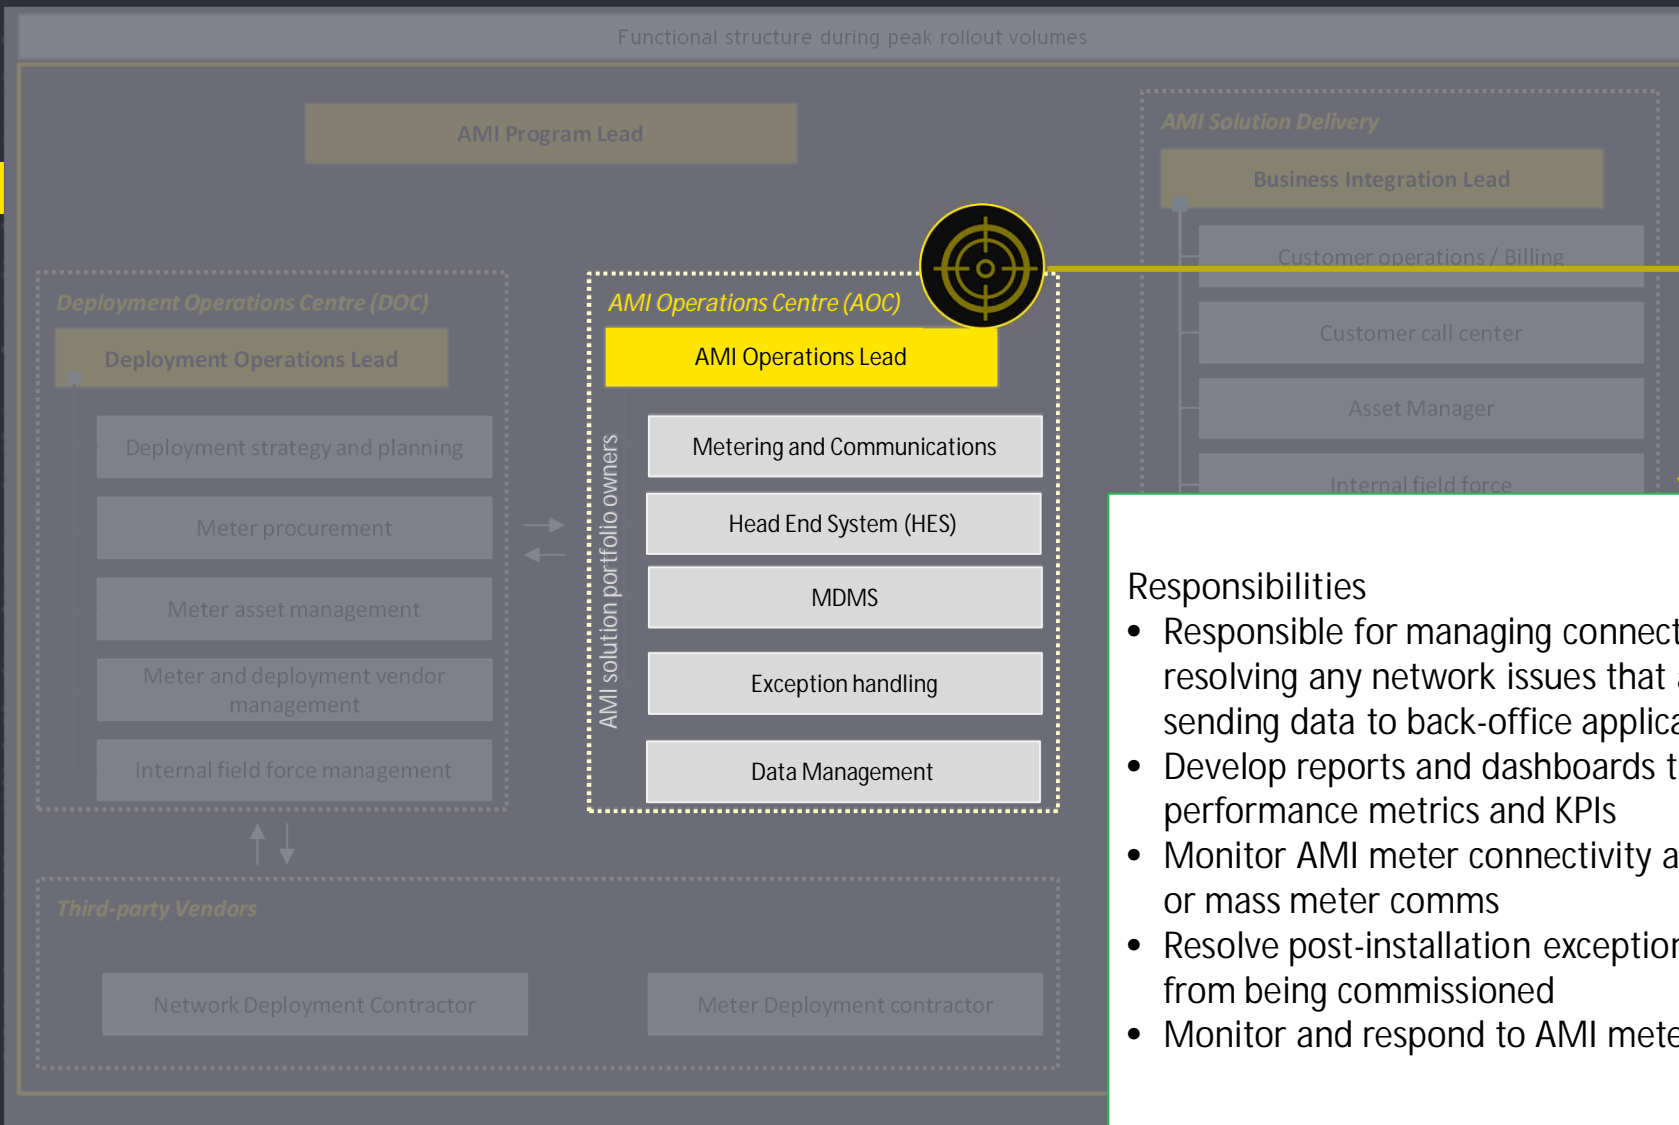 Functional structure during peak rollout volumes
AMI Program Lead
AMI Solution Delivery
Business Integration Lead
Customer operations / Billing
Customer call center
Asset Manager
Internal field force
Deployment Operations Centre (DOC)
Deployment Operations Lead
Deployment strategy and planning
Meter procurement
Meter asset management
Meter and deployment vendor
management
Internal field force management
AMI Operations Centre (AOC)
AMI Operations Lead
AMI solution portfolio owners
Metering and Communications
Head End System (HES)
MDMS
Exception handling
Data Management
Third-party Vendors
Network Deployment Contractor
Meter Deployment contractor
Responsibilities
• Responsible for managing connect
resolving any network issues that
sending data to back-office applica
• Develop reports and dashboards t
performance metrics and KPIs
• Monitor AMI meter connectivity a
or mass meter comms
• Resolve post-installation exception
from being commissioned
• Monitor and respond to AMI mete